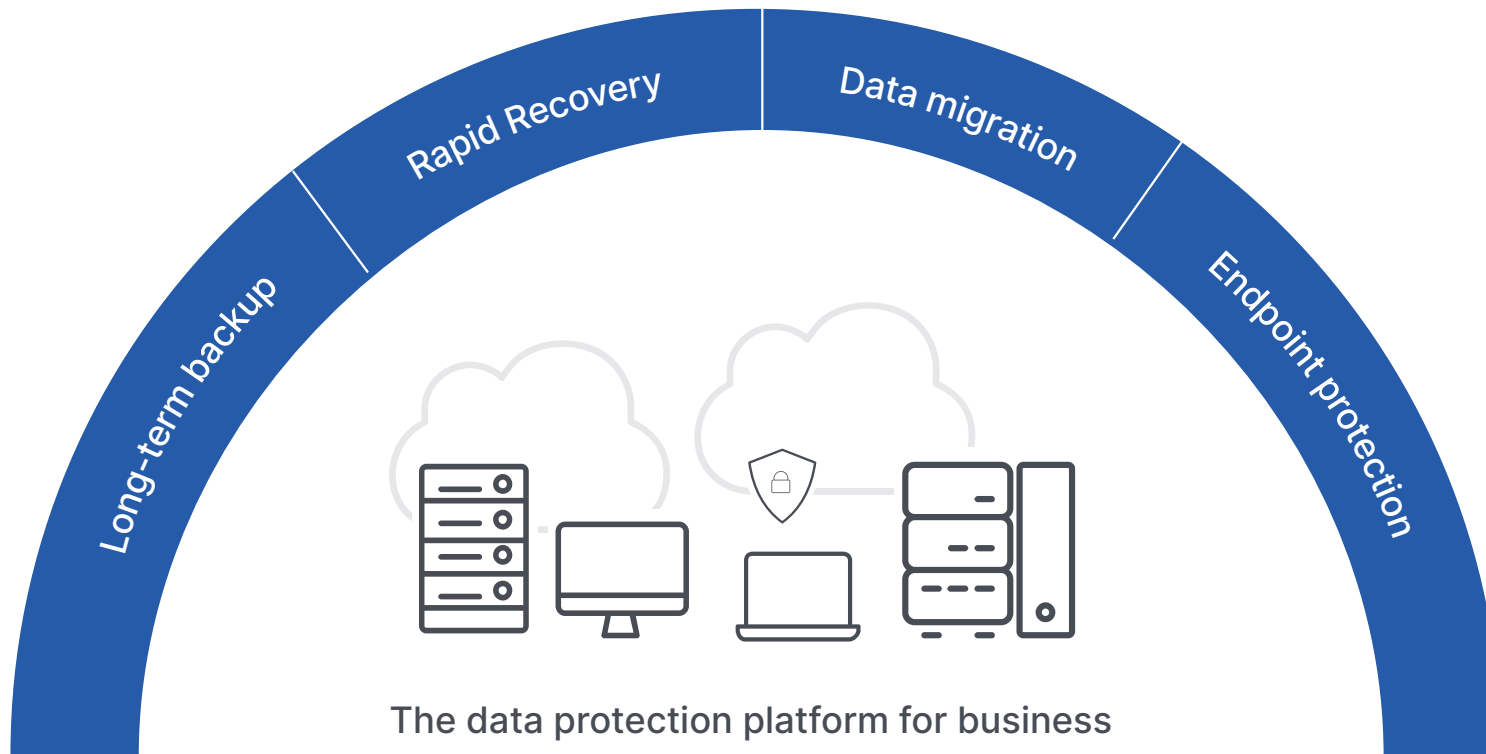 Long-term backup
Rapid Recovery
Data migration
Endpoint protection
The data protection platform for business